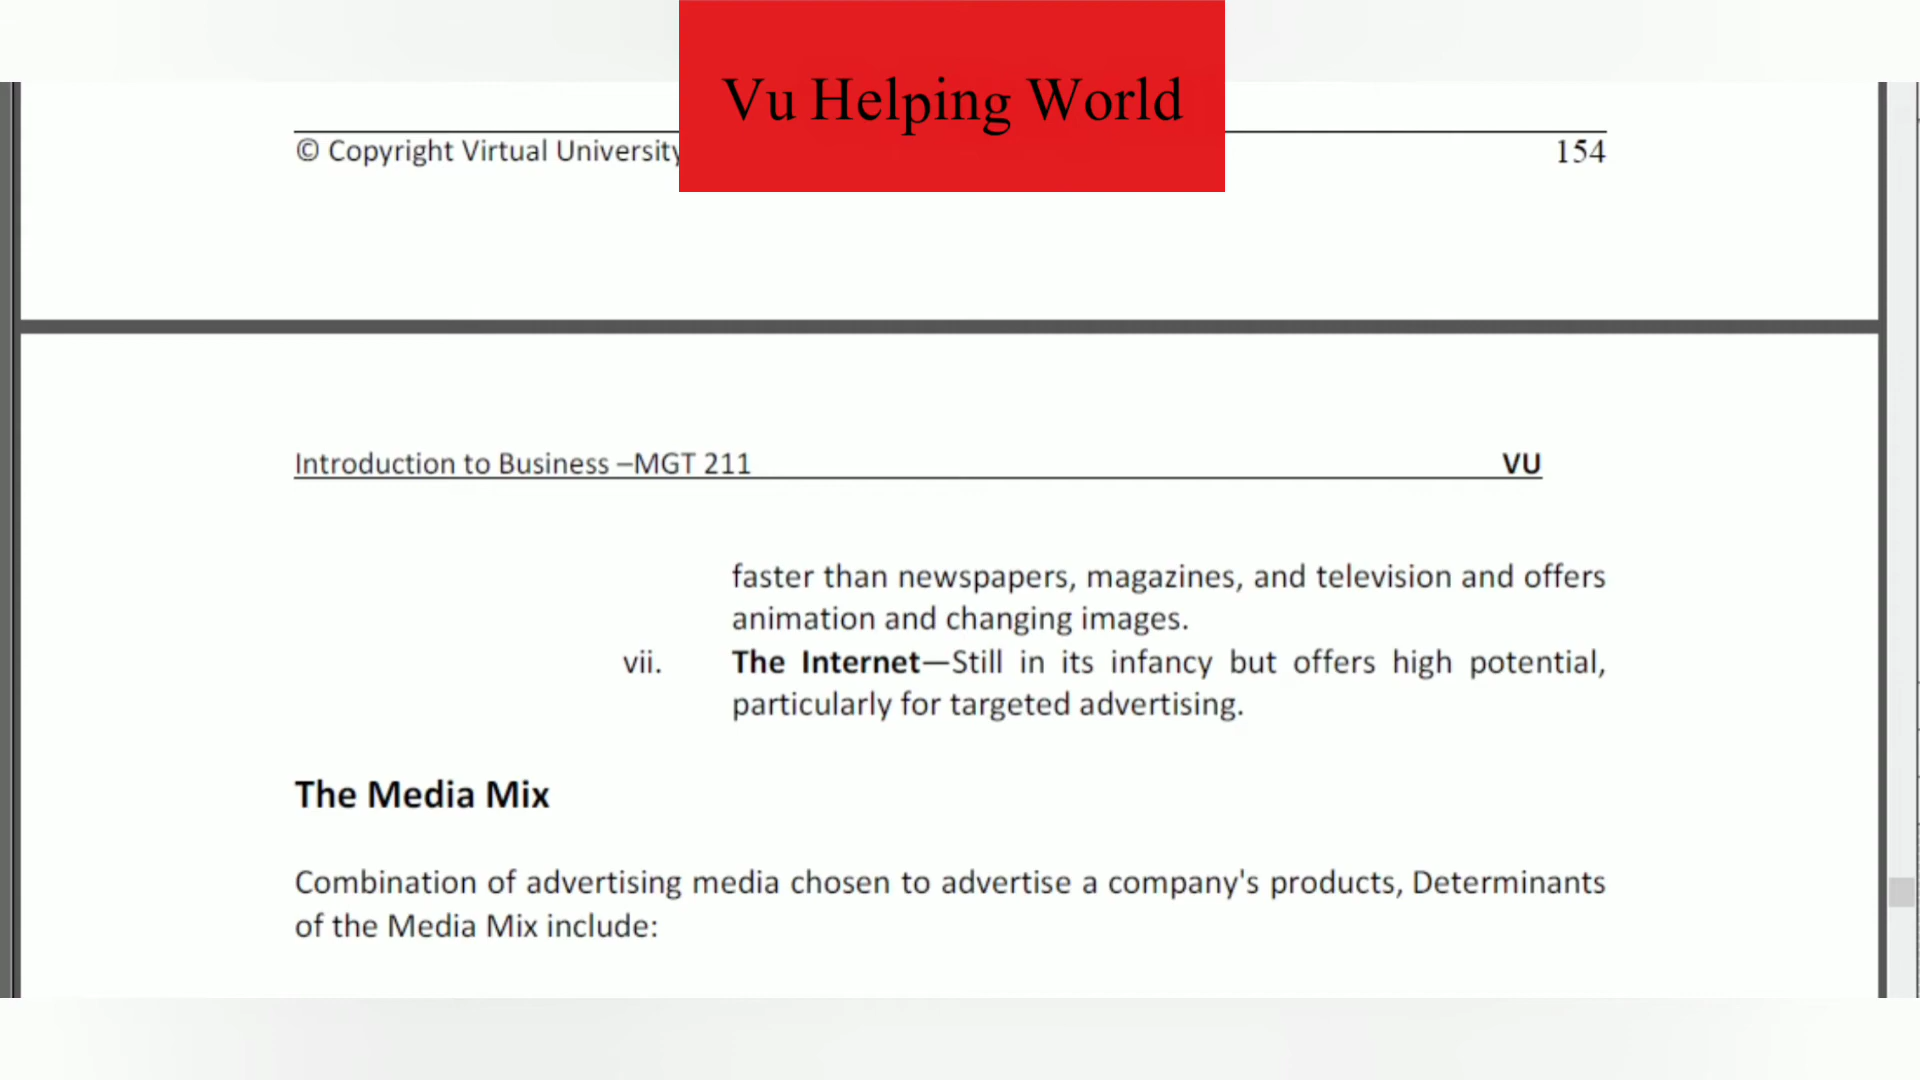 Vu Helping World
© Copyright Virtual University
154
Introduction to Business –MGT 211 VU
faster than newspapers, magazines, and television and offers
animation and changing images.
vii. The Internet—Still in its infancy but offers high potential,
particularly for targeted advertising.
The Media Mix
Combination of advertising media chosen to advertise a company's products, Determinants
of the Media Mix include: